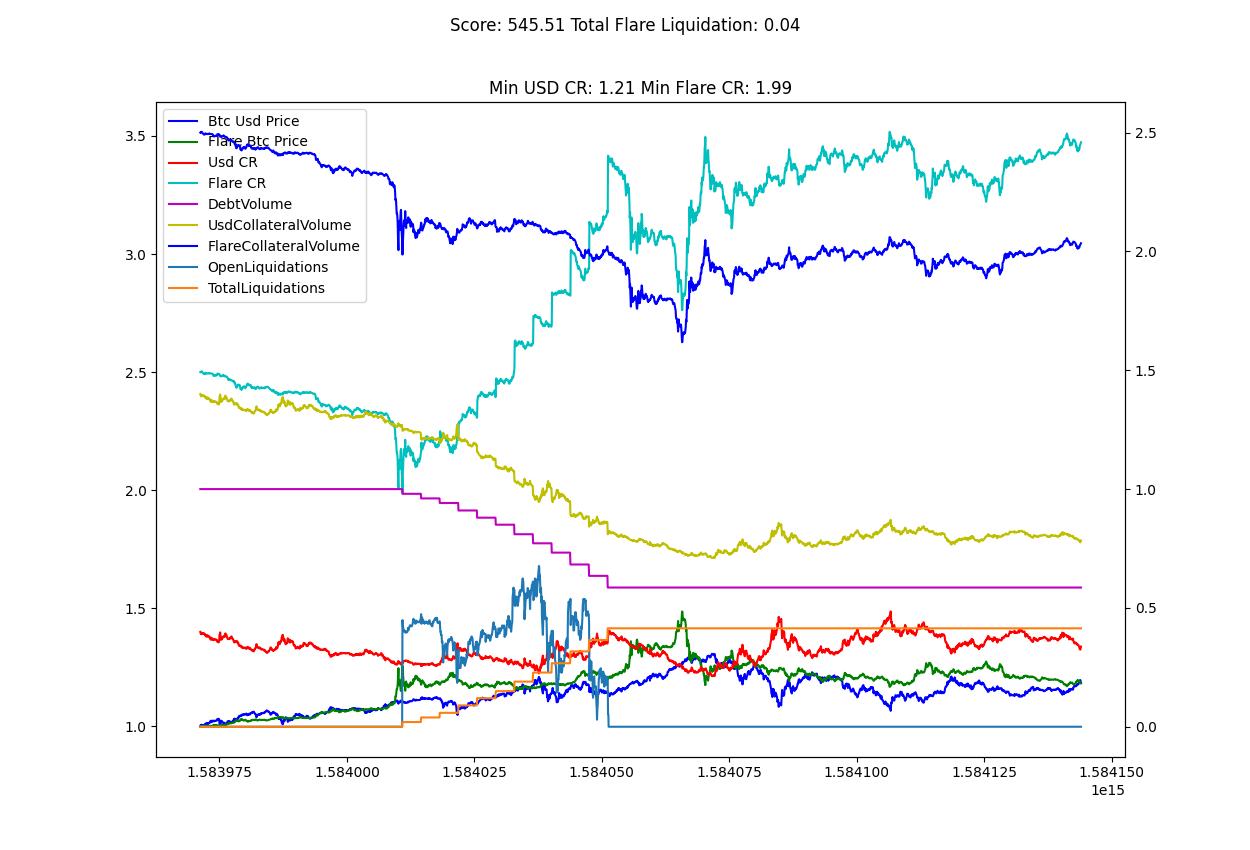 Score: 545.51 Total Flare Liquidation: 0.04
Min USD CR: 1.21 Min Flare CR: 1.99
Btc Usd Price
Flare Btc Price
Usd CR
Flare CR
DebtVolume
UsdCollateralVolume
FlareCollateralVolume
OpenLiquidations
TotalLiquidations
3.5
3.0
2.5
2.0
1.5
1.0
2.5
2.0
1.5
1.0
0.5
0.0
1.583975 1.584000 1.584025 1.584050 1.584075 1.584100 1.584125 1.584150
1e15